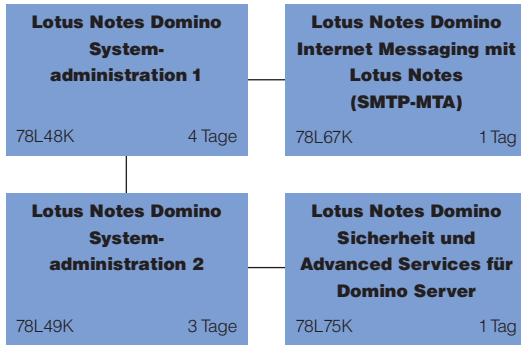 Lotus Notes Domino
System-
administration 1
78L48K 4 Tage
Lotus Notes Domino
Internet Messaging mit
Lotus Notes
(SMTP-MTA)
78L67K 1 Tag
Lotus Notes Domino
System-
administration 2
78L49K 3 Tage
Lotus Notes Domino
Sicherheit und
Advanced Services für
Domino Server
78L75K 1 Tag